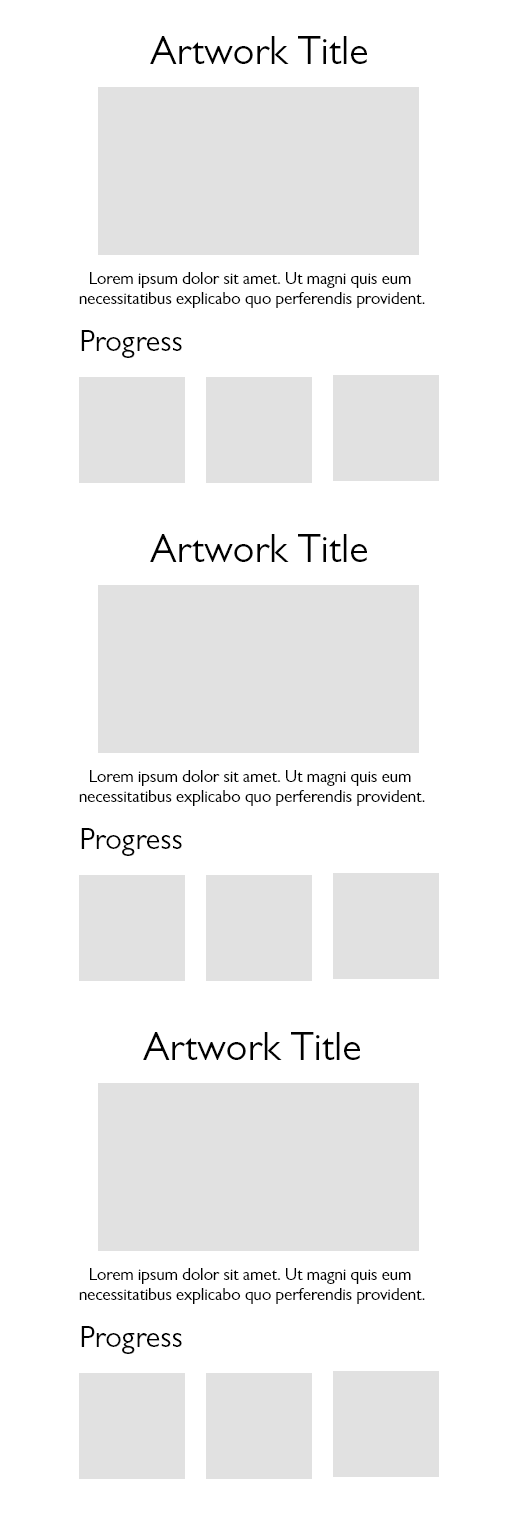 Artwork Title
Lorem ipsum dolor sit amet. Ut magni quis eum
necessitatibus explicabo quo perferendis provident.
Progress
Artwork Title
Lorem ipsum dolor sit amet. Ut magni quis eum
necessitatibus explicabo quo perferendis provident.
Progress
Artwork Title
Lorem ipsum dolor sit amet. Ut magni quis eum
necessitatibus explicabo quo perferendis provident.
Progress